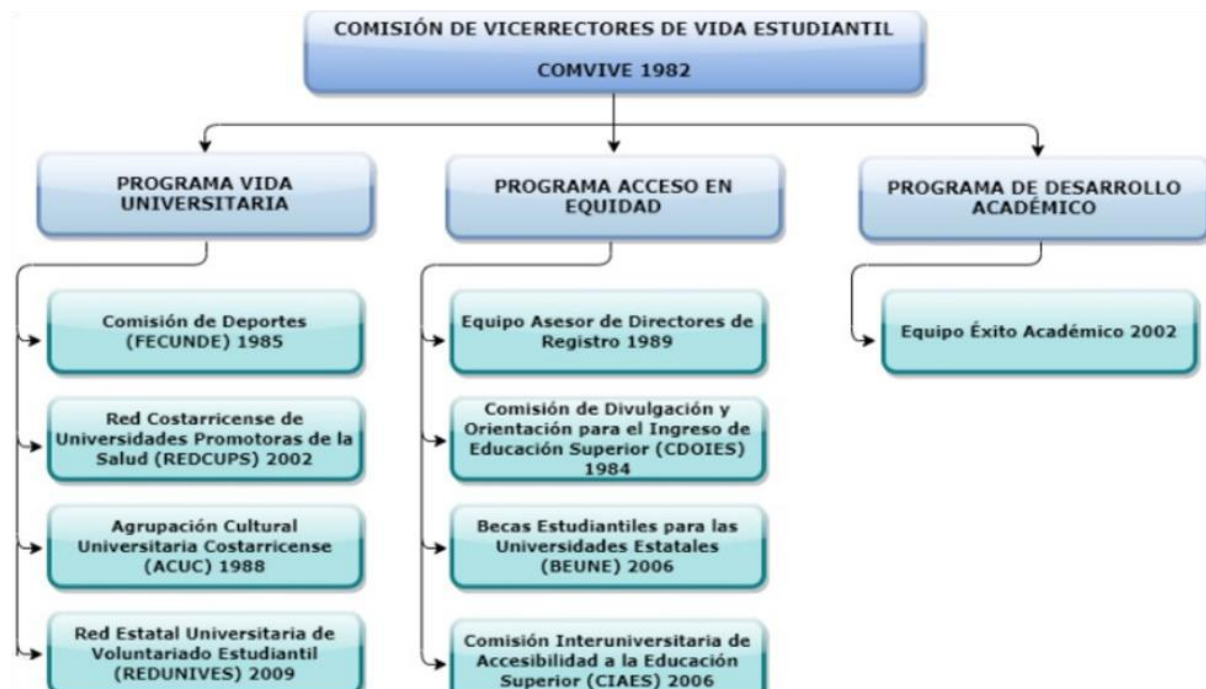 COMISIÓN DE VICERRECTORES DE VIDA ESTUDIANTIL
COMVIVE 1982
PROGRAMA VIDA
UNIVERSITARIA
Comisión de Deportes
(FECUNDE) 1985
Red Costarricense de
Universidades Promotoras de la
Salud (REDCUPS) 2002
Agrupación Cultural
Universitaria Costarricense
(ACUC) 1988
Red Estatal Universitaria de
Voluntariado Estudiantil
(REDUNIVES) 2009
PROGRAMA ACCESO EN
EQUIDAD
Equipo Asesor de Directores de
Registro 1989
Comisión de Divulgación y
Orientación para el Ingreso de
Educación Superior (CDOIES)
1984
Becas Estudiantiles para las
Universidades Estatales
(BEUNE) 2006
Comisión Interuniversitaria de
Accesibilidad a la Educación
Superior (CIAES) 2006
PROGRAMA DE DESARROLLO
ACADÉMICO
Equipo Éxito Académico 2002